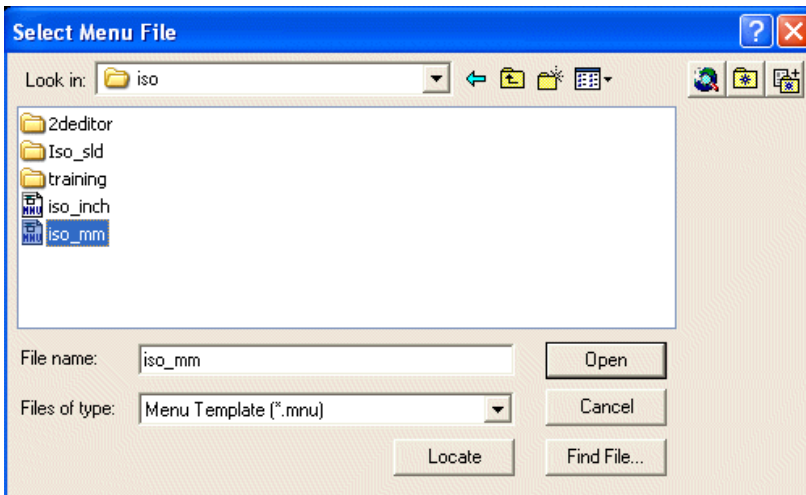 Select Menu File
Look in: iso
2deditor
Iso_sld
training
iso_inch
iso_mm
File name: iso_mm Open
Files of type: Menu Template (*.mnu) Cancel
Locate Find File...